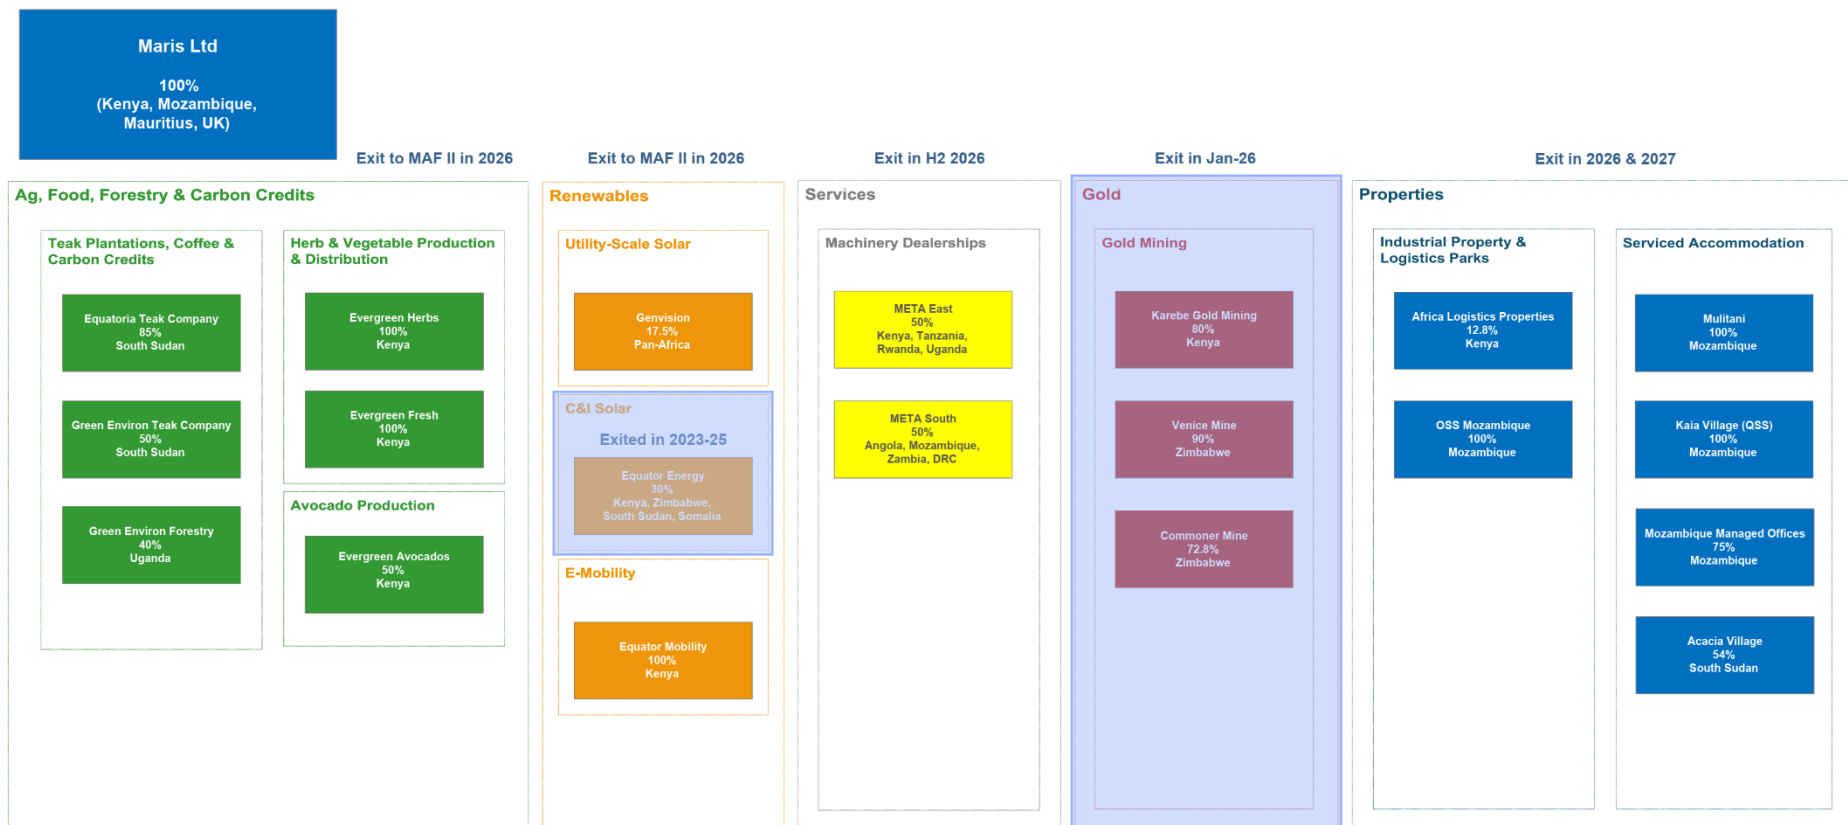 Maris Ltd
100%
(Kenya, Mozambique,
Mauritius, UK)
Exit to MAF II in 2026
Exit to MAF II in 2026
Exit in H2 2026
Exit in Jan-26
Exit in 2026 & 2027
Ag, Food, Forestry & Carbon Credits
Teak Plantations, Coffee &
Carbon Credits
Equatoria Teak Company
85%
South Sudan
Green Environ Teak Company
50%
South Sudan
Green Environ Forestry
40%
Uganda
Herb & Vegetable Production
& Distribution
Evergreen Herbs
100%
Kenya
Evergreen Fresh
100%
Kenya
Avocado Production
Evergreen Avocados
50%
Kenya
Renewables
Utility-Scale Solar
Genvision
17.5%
Pan-Africa
C&I Solar
Exited in 2023-25
Equator Energy
30%
Kenya, Zimbabwe,
South Sudan, Somalia
E-Mobility
Equator Mobility
100%
Kenya
Services
Machinery Dealerships
META East
50%
Kenya, Tanzania,
Rwanda, Uganda
META South
50%
Angola, Mozambique,
Zambia, DRC
Gold
Gold Mining
Karebe Gold Mining
80%
Kenya
Venice Mine
90%
Zimbabwe
Commoner Mine
72.8%
Zimbabwe
Properties
Industrial Property &
Logistics Parks
Africa Logistics Properties
12.8%
Kenya
OSS Mozambique
100%
Mozambique
Serviced Accommodation
Mulitani
100%
Mozambique
Kaia Village (QSS)
100%
Mozambique
Mozambique Managed Offices
75%
Mozambique
Acacia Village
54%
South Sudan